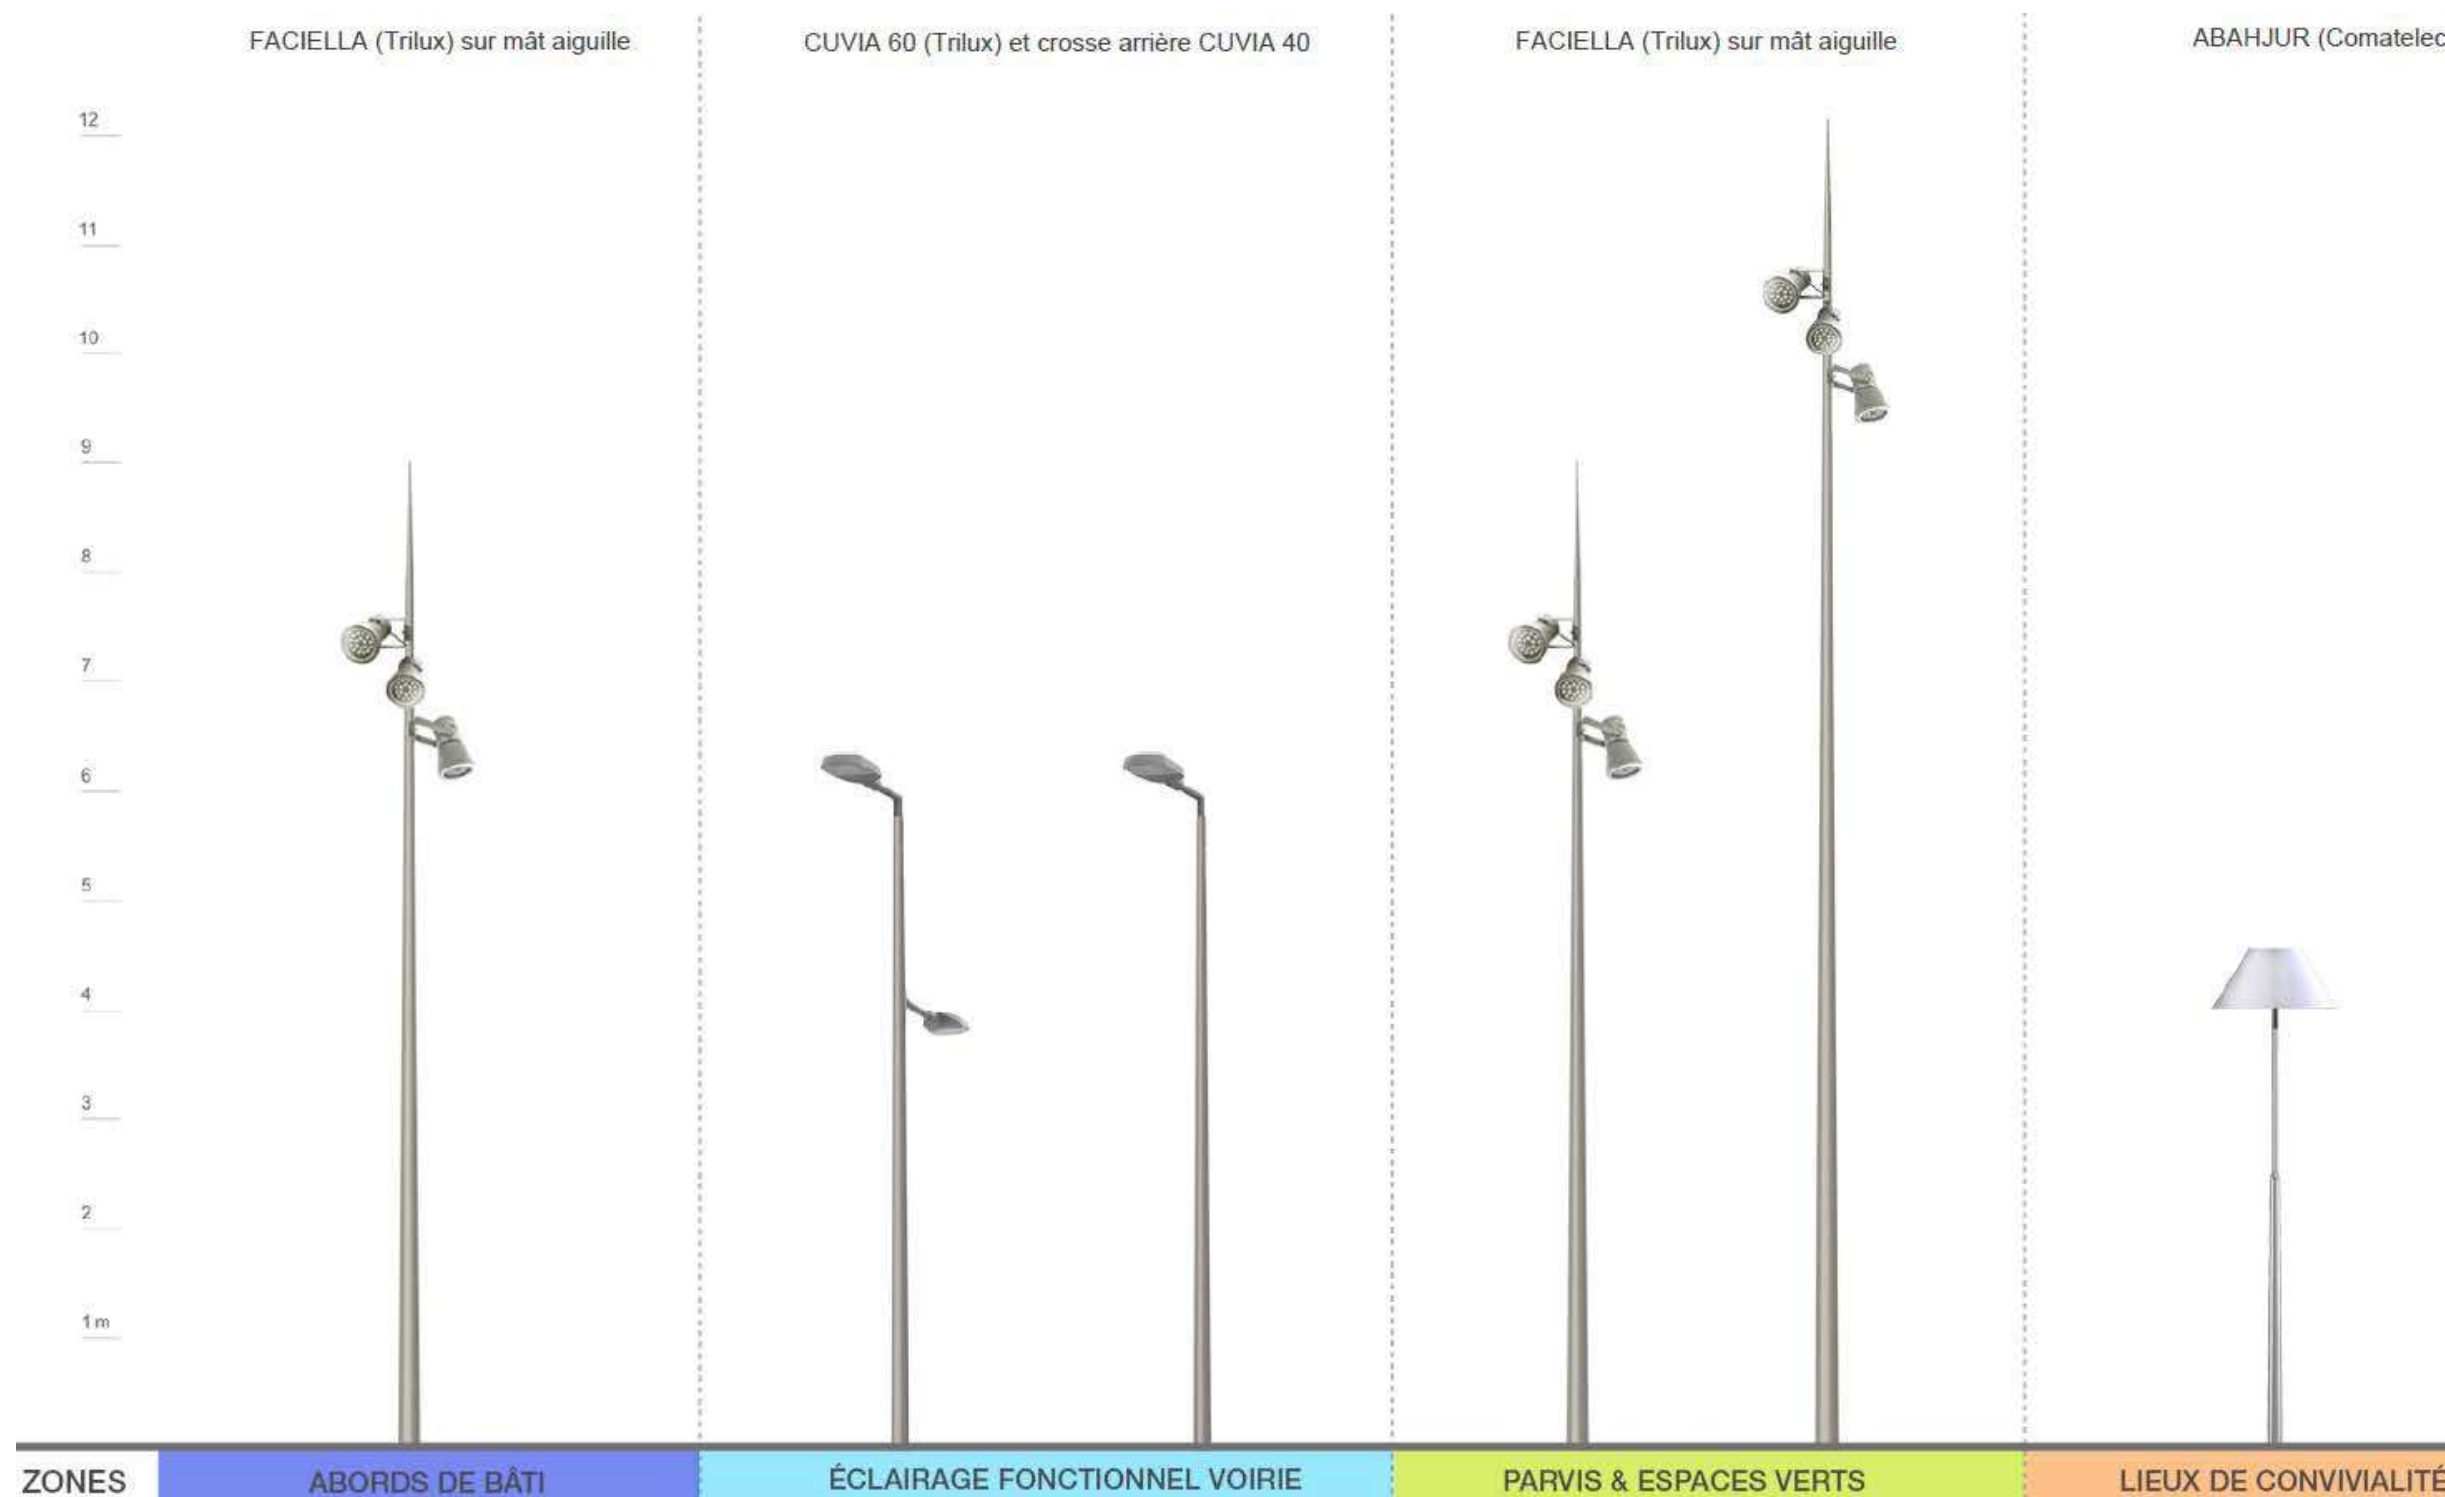 FACIELLA (Trilux) sur mât aiguille
CUVIA 60 (Trilux) et crosse arrière CUVIA 40
FACIELLA (Trilux) sur mât aiguille
ABAHJUR (Comatelec
12
11
10
9
8
7
6
5
4
3
2
1 m
ZONES
ABORDS DE BÂTI
ÉCLAIRAGE FONCTIONNEL VOIRIE
PARVIS & ESPACES VERTS
LIEUX DE CONVIVIALITÉ